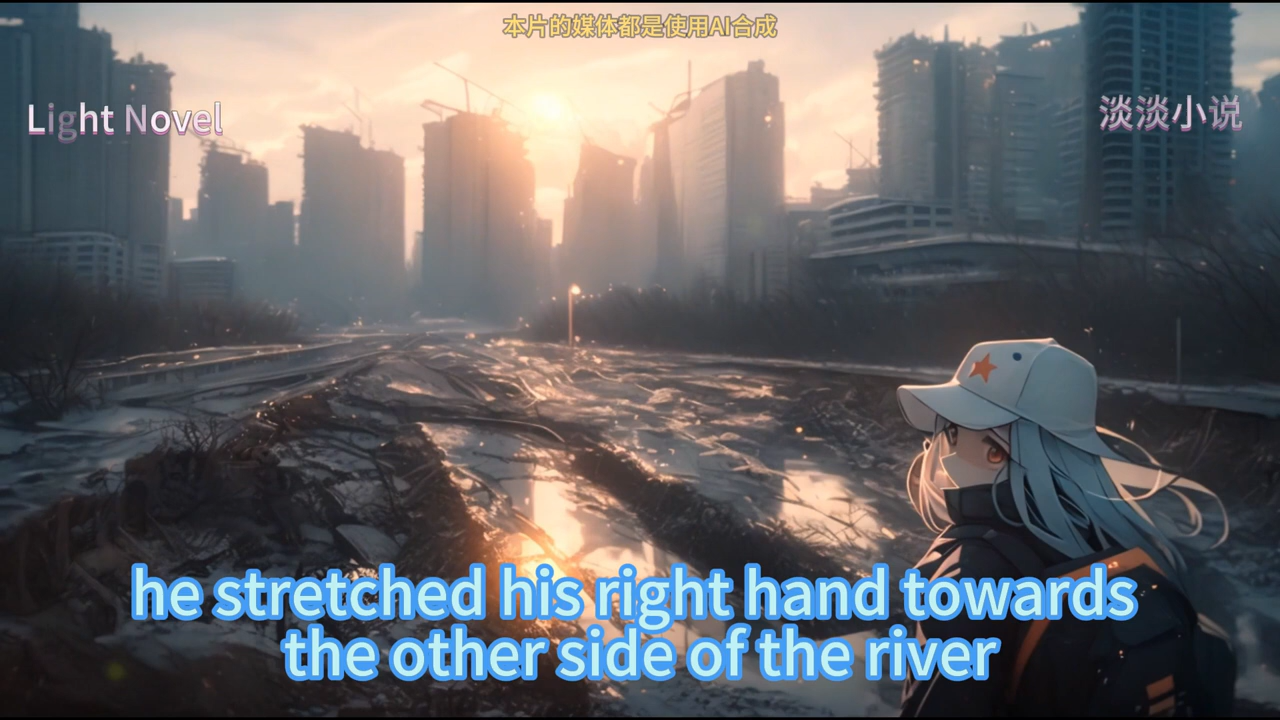 本片的媒体都是使用AI合成
Light Novel
淡淡小说
he stretched his right hand towards
the other side of the river